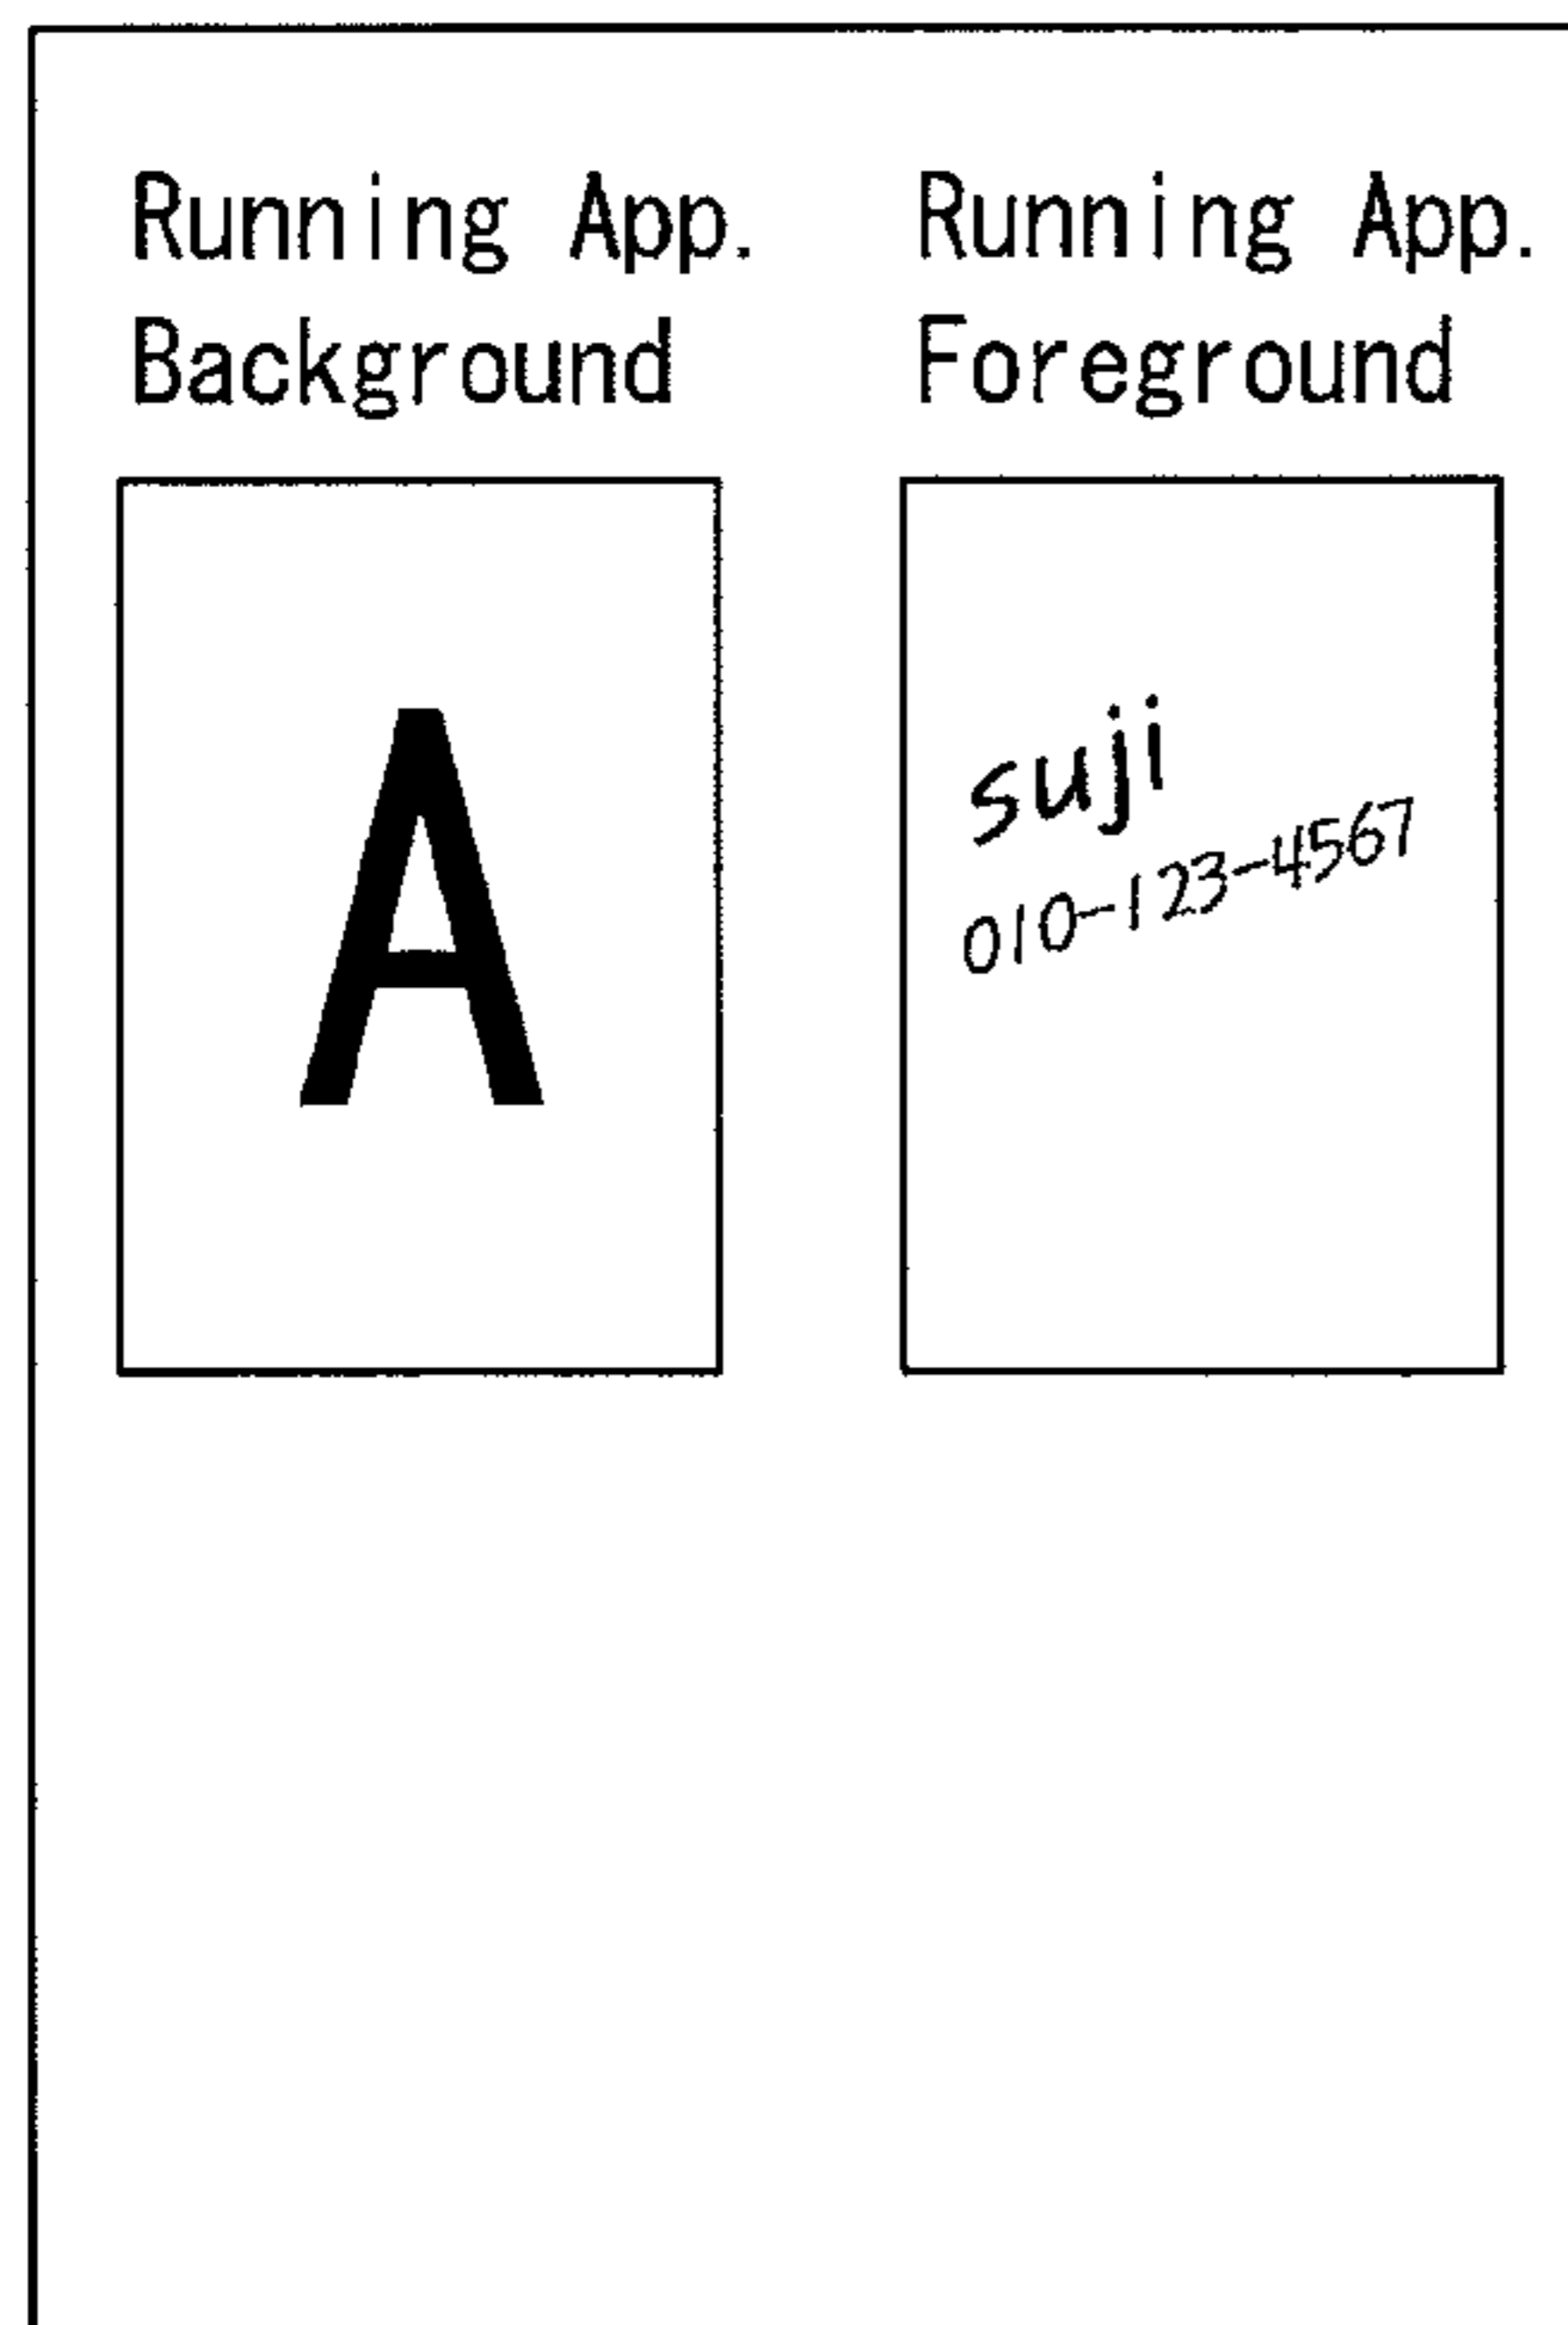 Running App.
Background
Running App.
Foreground
A
suji
010-123-4567